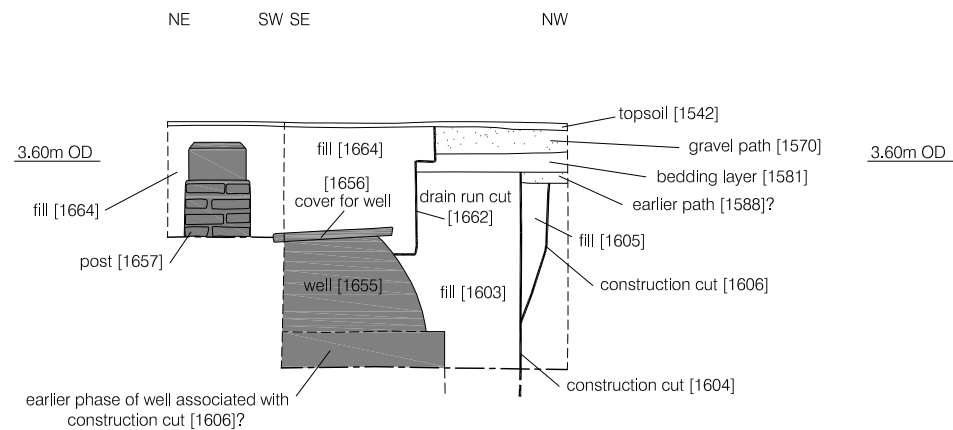 NE
SW SE
NW
topsoil [1542]
3.60m OD
fill [1664]
gravel path [1570]
3.60m OD
[1656]
cover for well
drain run cut
[1662]
bedding layer [1581]
earlier path [1588]?
fill [1664]
fill [1605]
post [1657]
well [1655]
fill [1603]
construction cut [1606]
construction cut [1604]
earlier phase of well associated with
construction cut [1606]?